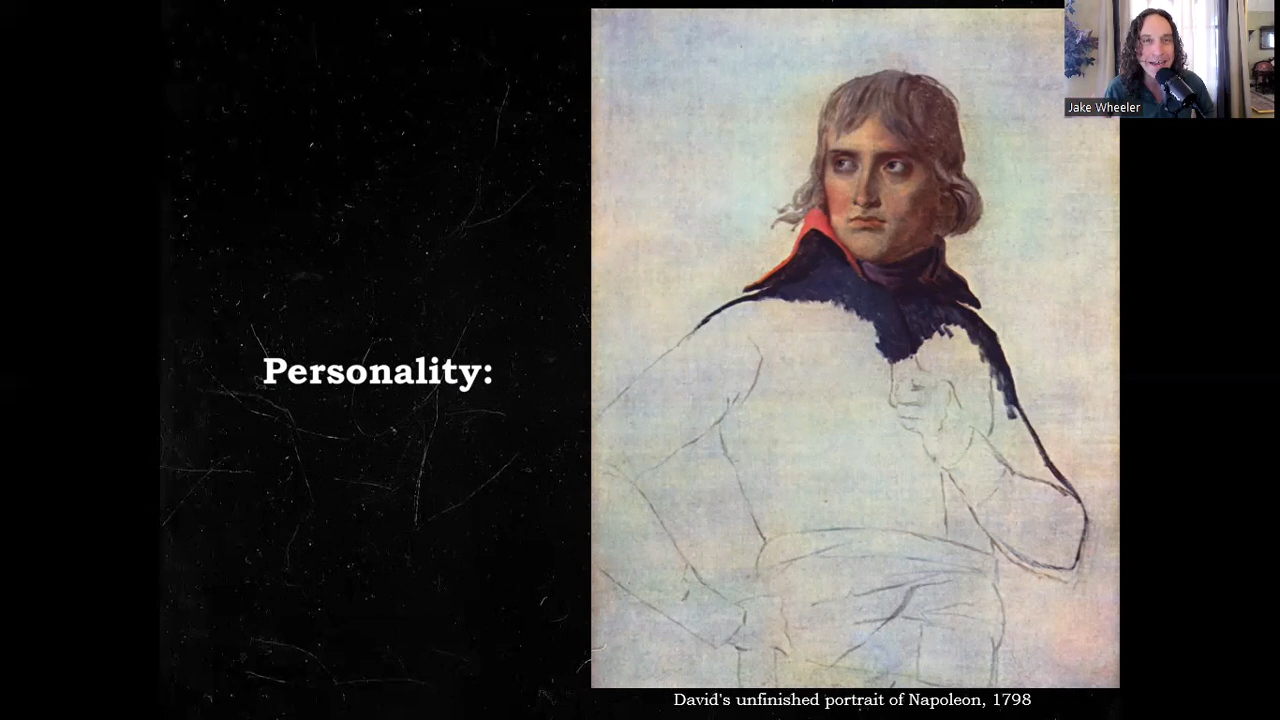 Jake Wheeler
Personality:
David's unfinished portrait of Napoleon, 1798